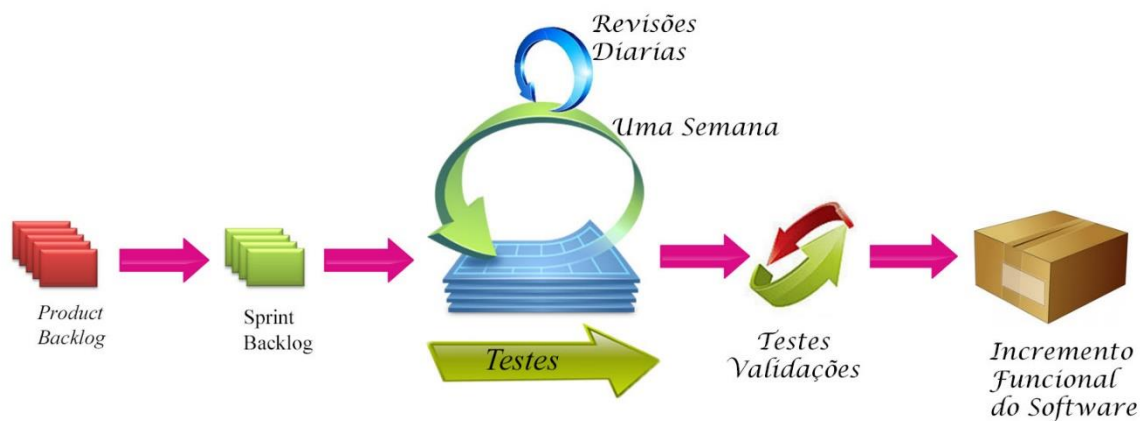 Revisões
Diarias
Uma Semana
Product
Backlog
Sprint
Backlog
Testes
Testes
Validações
Incremento
Funcional
do Software